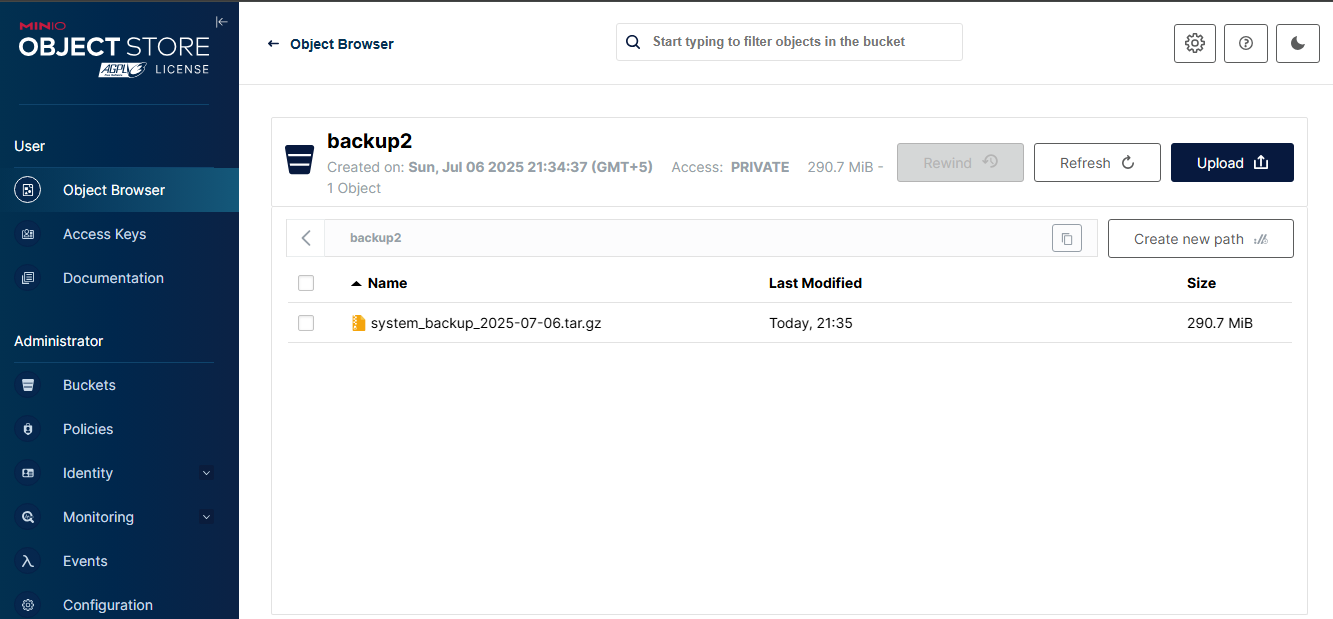 MINIO
OBJECT STORE
AGPL V3 LICENSE
User
Object Browser
Access Keys
Documentation
Administrator
Buckets
Policies
Identity
Monitoring
Events
Configuration
← Object Browser
Start typing to filter objects in the bucket
backup2
Created on: Sun, Jul 06 2025 21:34:37 (GMT+5) Access: PRIVATE 290.7 MiB -
1 Object
Rewind Refresh Upload
backup2
Create new path
Name Last Modified Size
system_backup_2025-07-06.tar.gz Today, 21:35 290.7 MiB